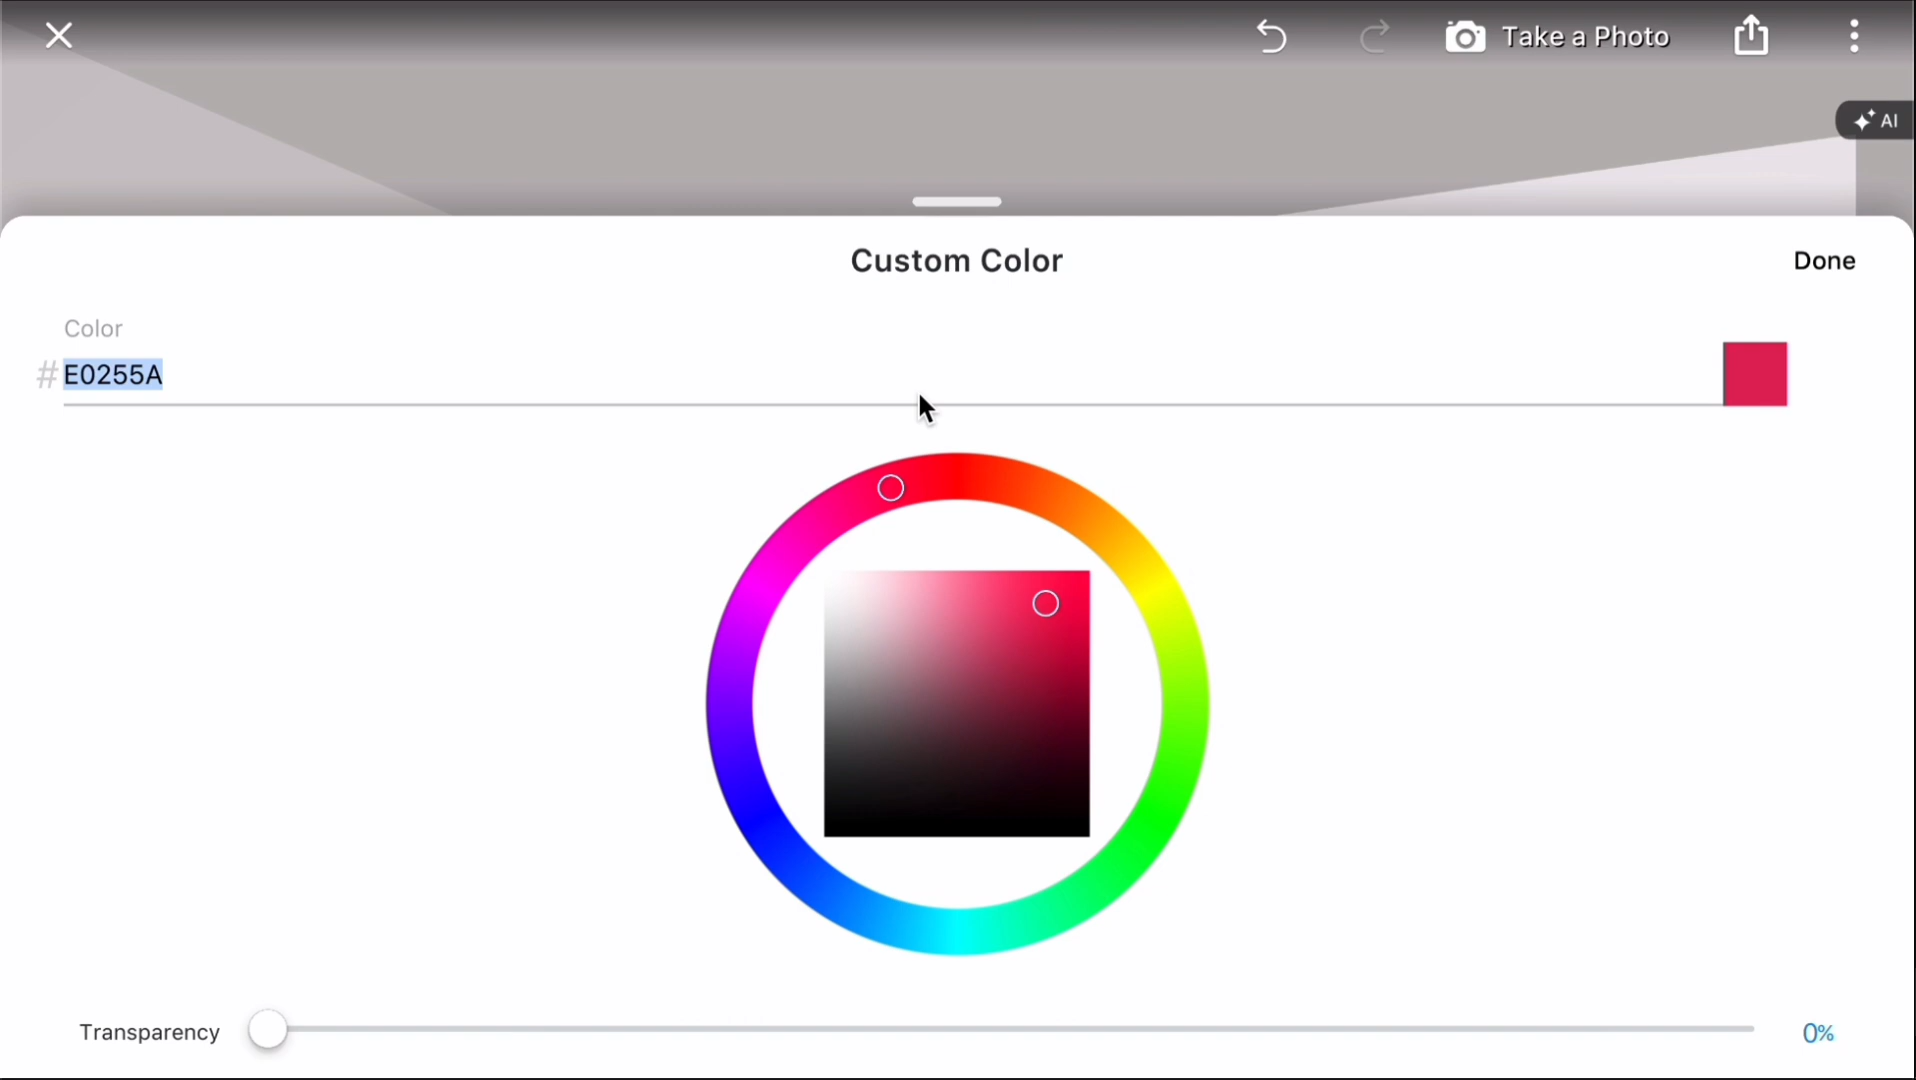 Take a Photo
AI
Custom Color
Done
Color
#E0255A
Transparency
0%